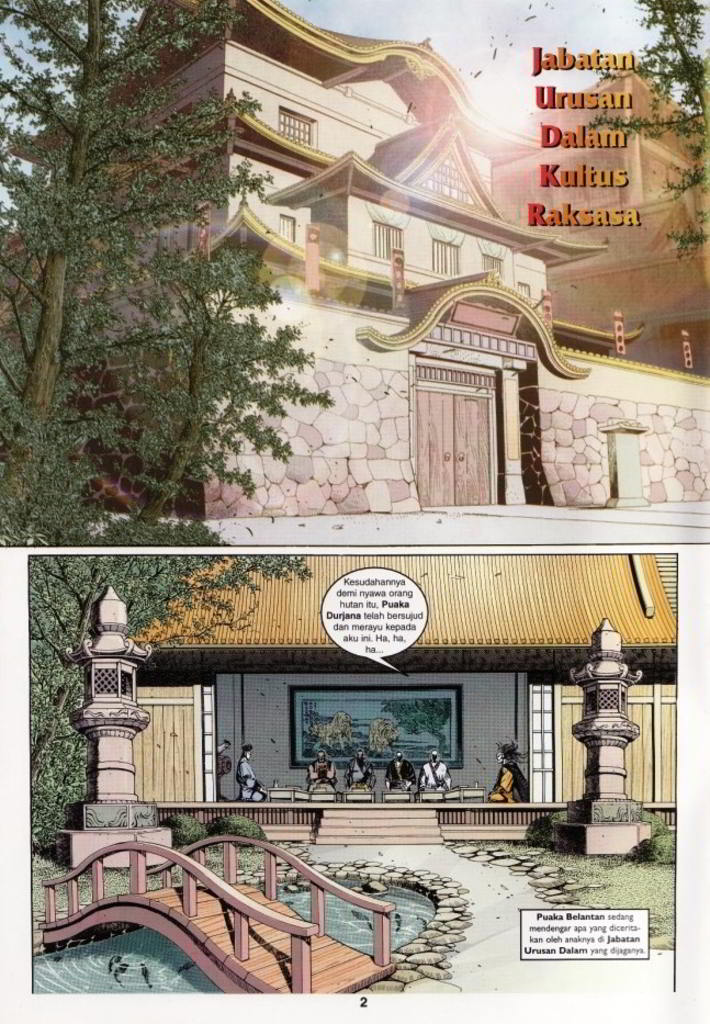 Jabatan
Urusan
Dalam
Kultus
Raksasa
Kesudahannya
demi nyawa orang
hutan itu, Puaka
Durjana telah bersujud
dan merayu kepada
aku ini. Ha, ha,
ha...
Puaka Belantan sedang
mendengar apa yang dicerita-
kan oleh anaknya di Jabatan
Urusan Dalam yang dijaganya.
2